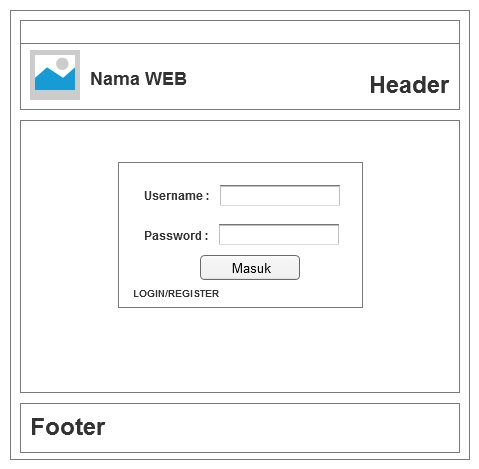 Nama WEB
Header
Username :
Password :
Masuk
LOGIN/REGISTER
Footer